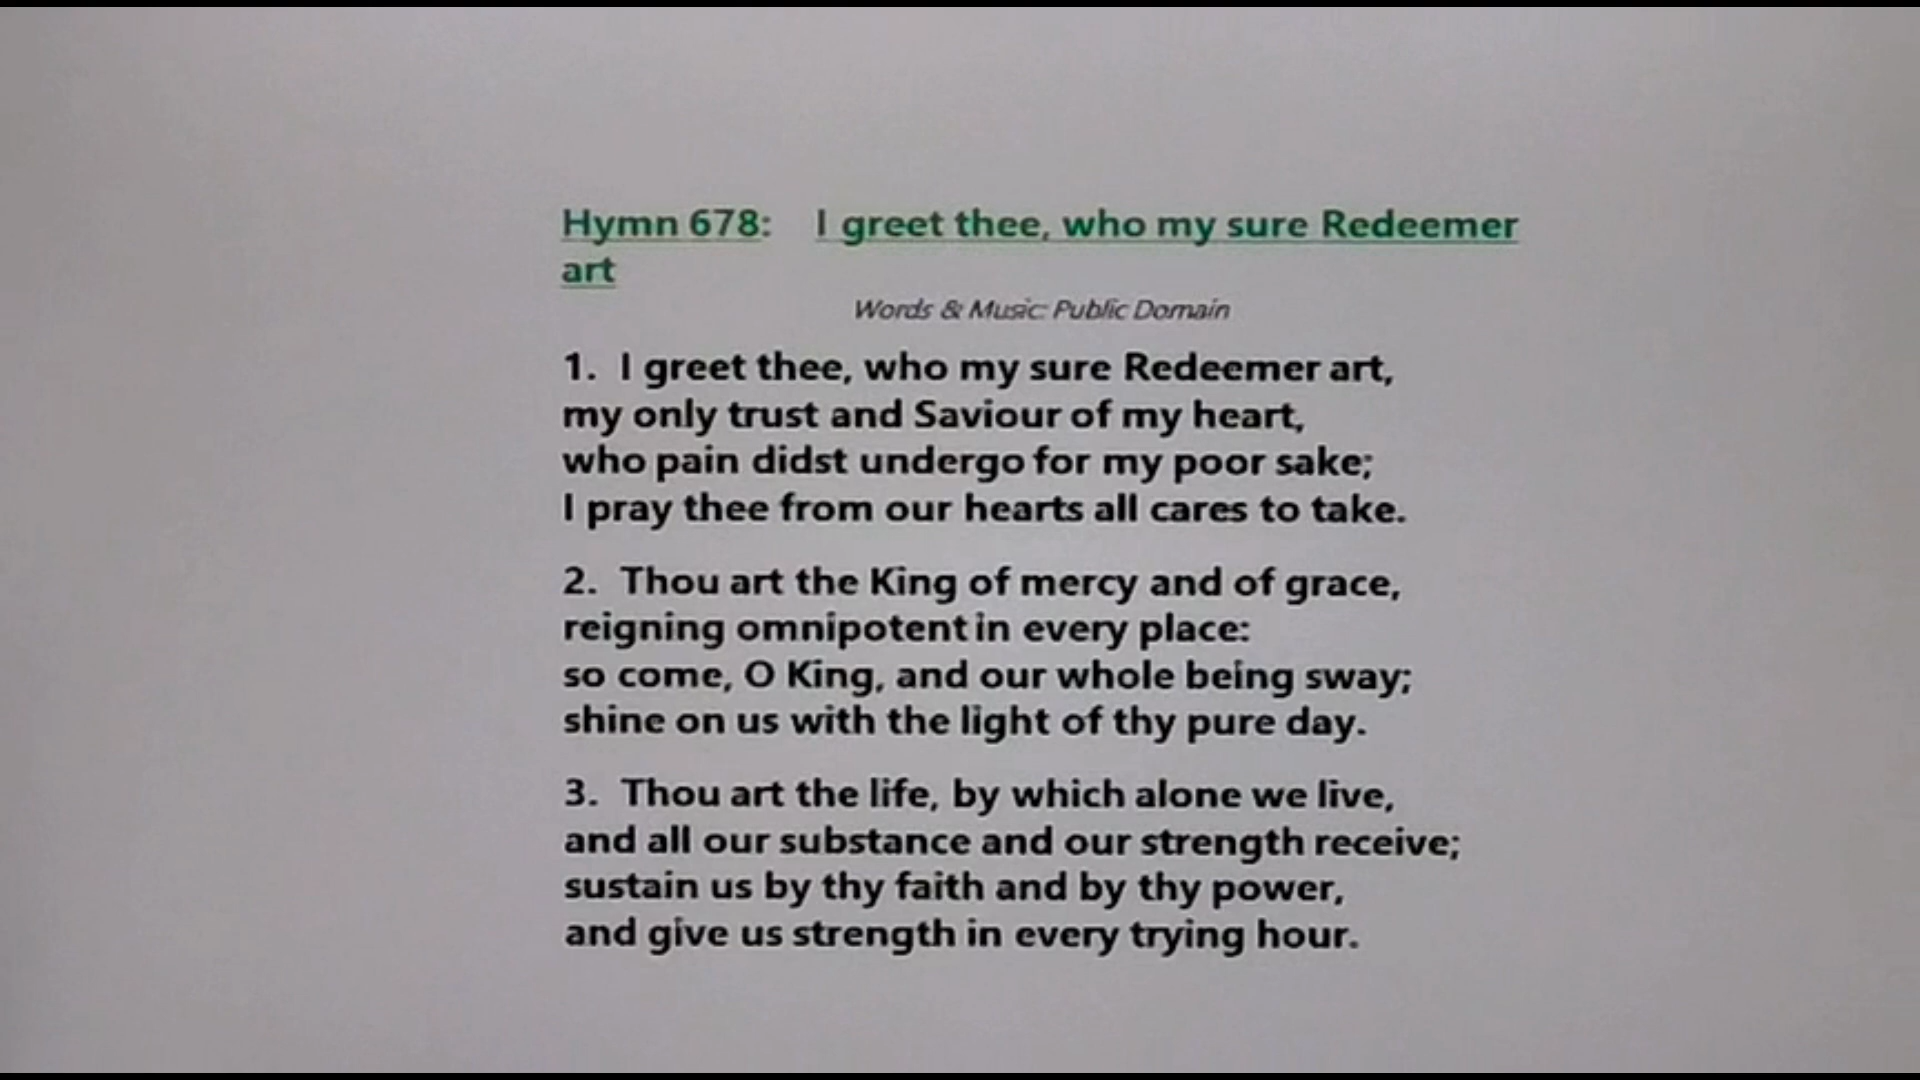 Hymn 678: I greet thee, who my sure Redeemer
art
Words & Music: Public Domain
1. I greet thee, who my sure Redeemer art,
my only trust and Saviour of my heart,
who pain didst undergo for my poor sake;
I pray thee from our hearts all cares to take.
2. Thou art the King of mercy and of grace,
reigning omnipotent in every place:
so come, O King, and our whole being sway;
shine on us with the light of thy pure day.
3. Thou art the life, by which alone we live,
and all our substance and our strength receive;
sustain us by thy faith and by thy power,
and give us strength in every trying hour.